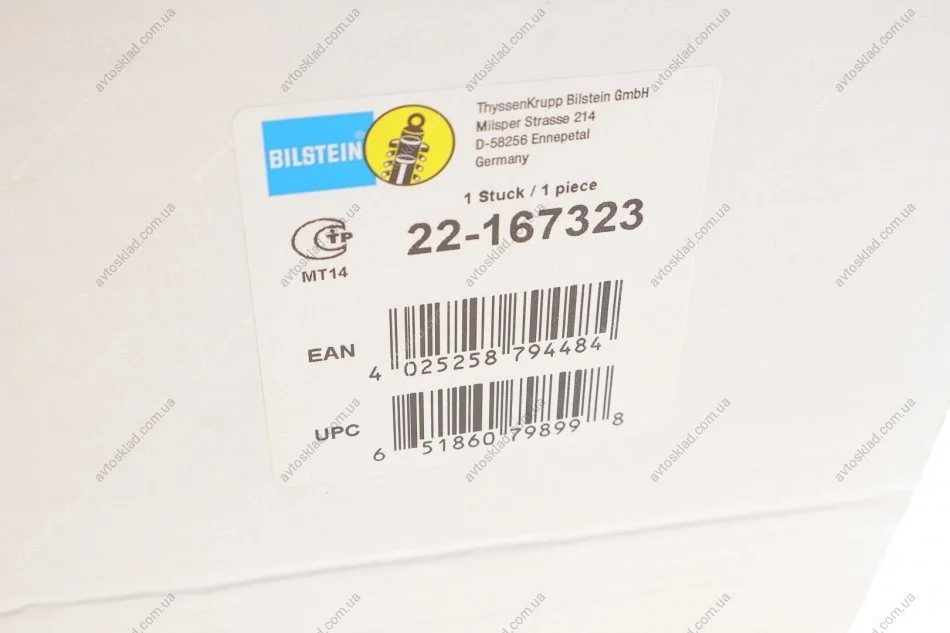 BILSTEIN®
ThyssenKrupp Bilstein GmbH
Milsper Strasse 214
D-58256 Ennepetal
Germany
1 Stuck / 1 piece
22-167323
СТР
MT14
EAN
4 025258 794484
UPC
6 51860 79899 8
avtosklad.com.ua